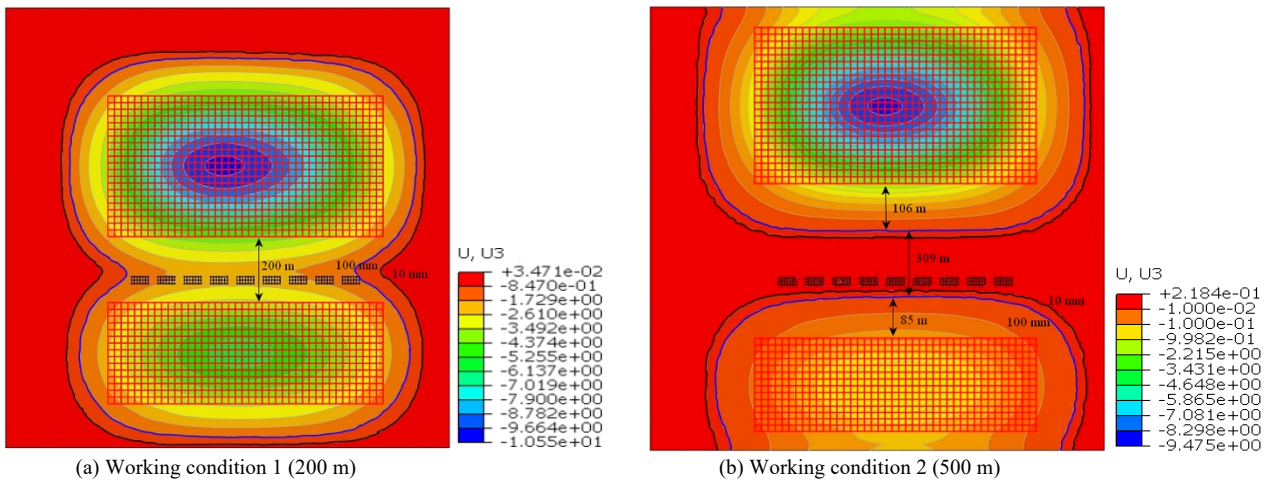 200 m
100 mm
10 mm
U, U3
+3.471e-02
-8.470e-01
-1.729e+00
-2.610e+00
-3.492e+00
-4.374e+00
-5.255e+00
-6.137e+00
-7.019e+00
-7.900e+00
-8.782e+00
-9.664e+00
-1.055e+01
(a) Working condition 1 (200 m)
106 m
309 m
10 mm
100 mm
85 m
U, U3
+2.184e-01
-1.000e-02
-1.000e-01
-9.982e-01
-2.215e+00
-3.431e+00
-4.648e+00
-5.865e+00
-7.081e+00
-8.298e+00
-9.475e+00
(b) Working condition 2 (500 m)